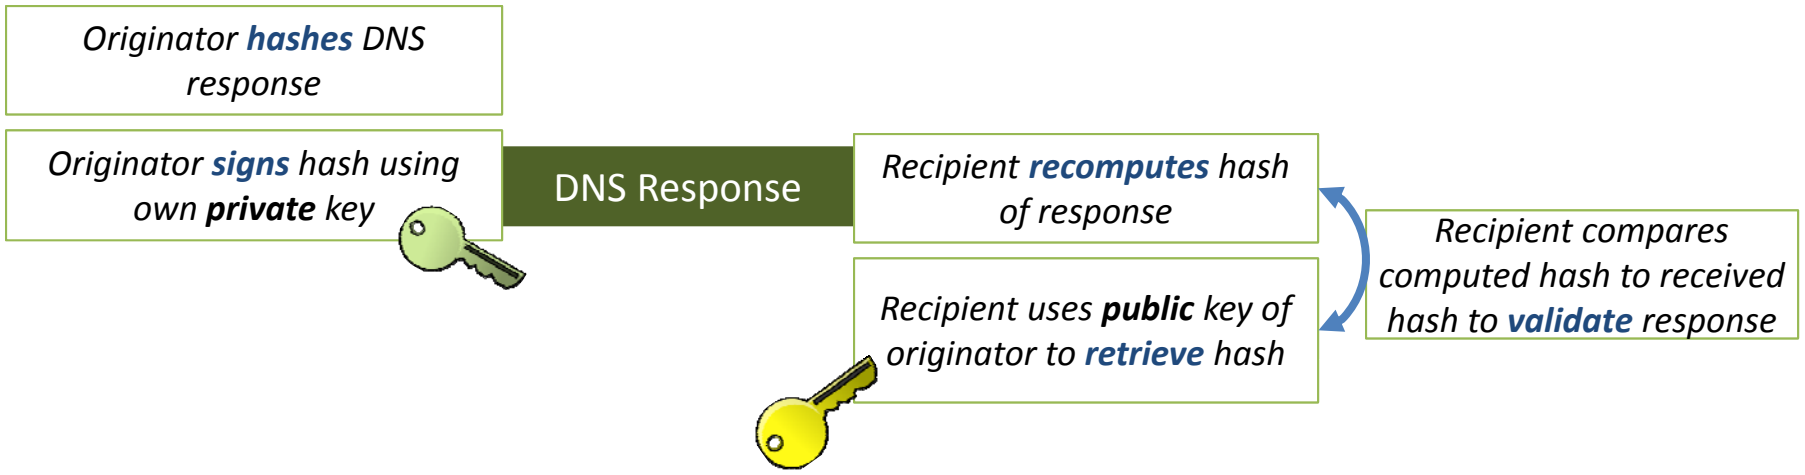 Originator hashes DNS
response
Originator signs hash using
own private key
DNS Response
Recipient recomputes hash
of response
Recipient uses public key of
originator to retrieve hash
Recipient compares
computed hash to received
hash to validate response